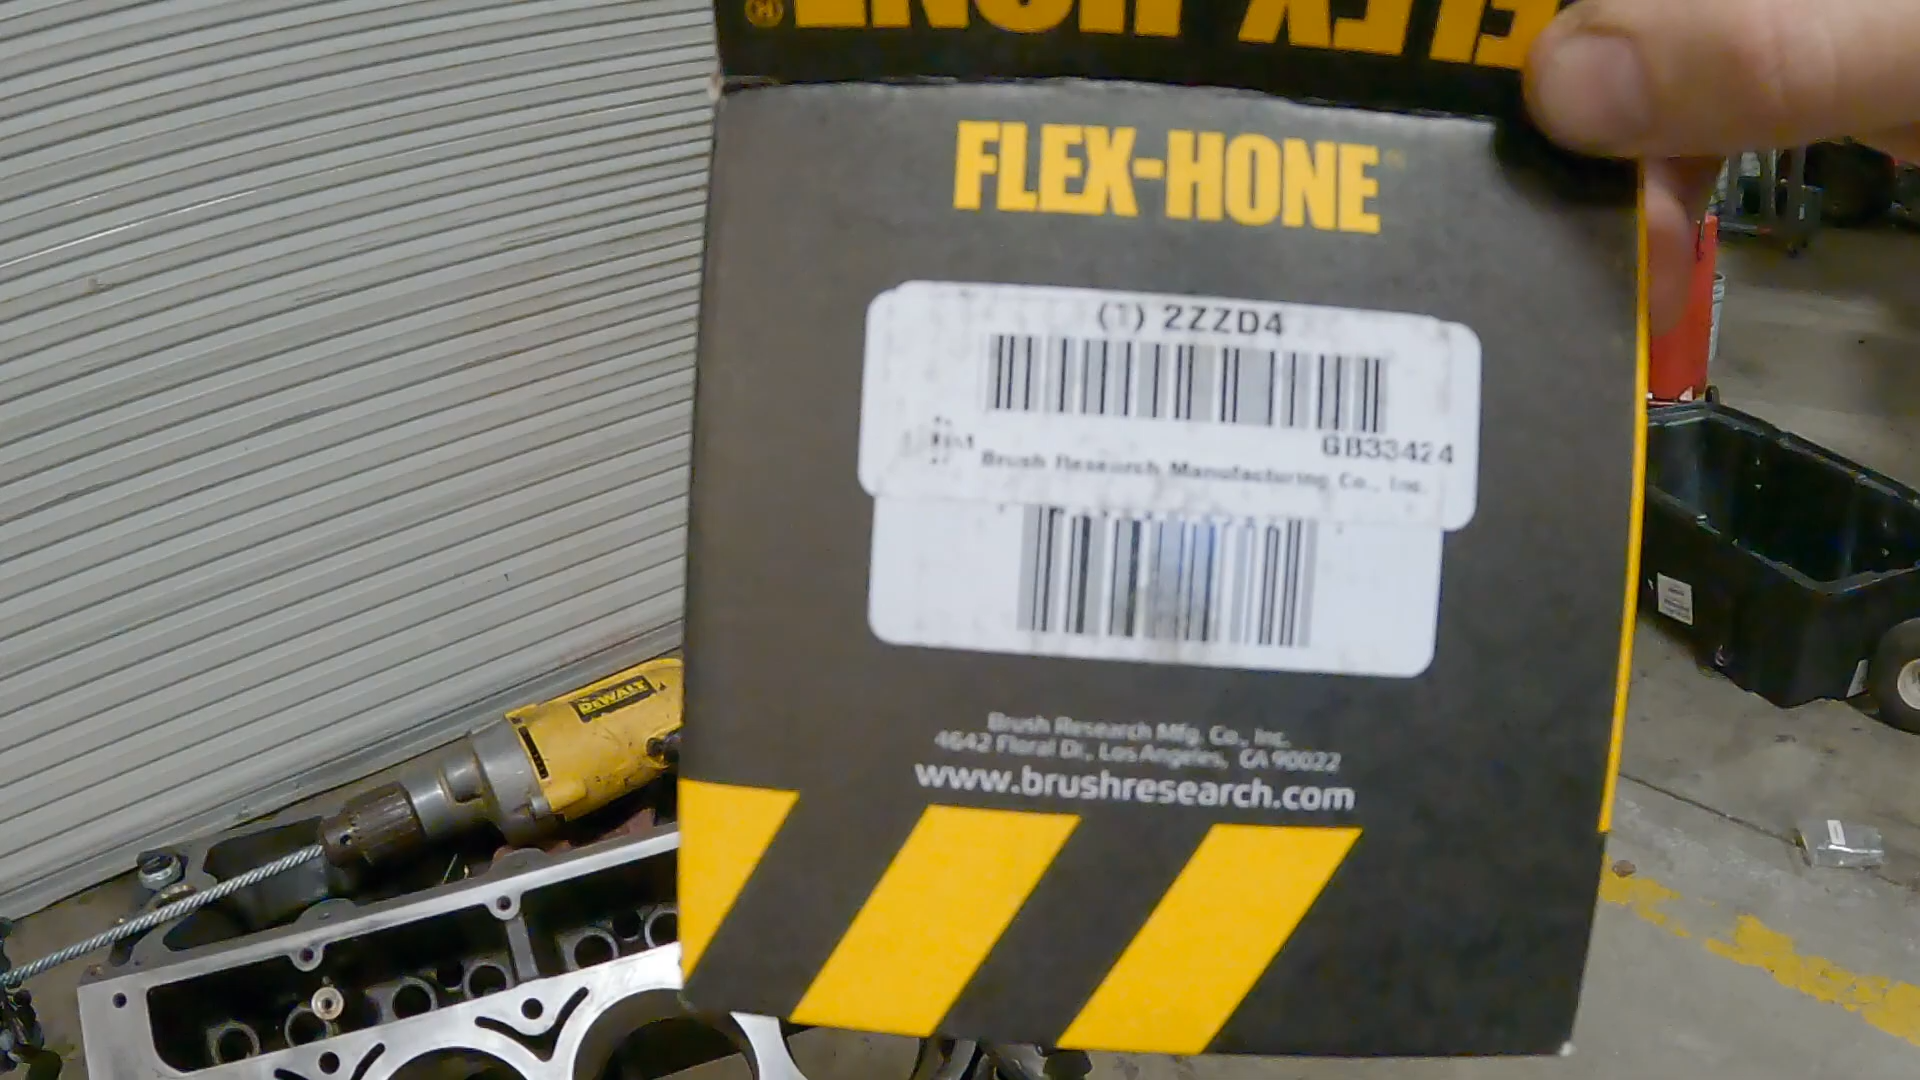 FLEX-HONE
®
FLEX-HONE
(1) 2ZZD4
GB33424
Brush Research Manufacturing Co., Inc.
Brush Research Mfg. Co., Inc.
4642 Floral Dr., Los Angeles, CA 90022
www.brushresearch.com
DEWALT